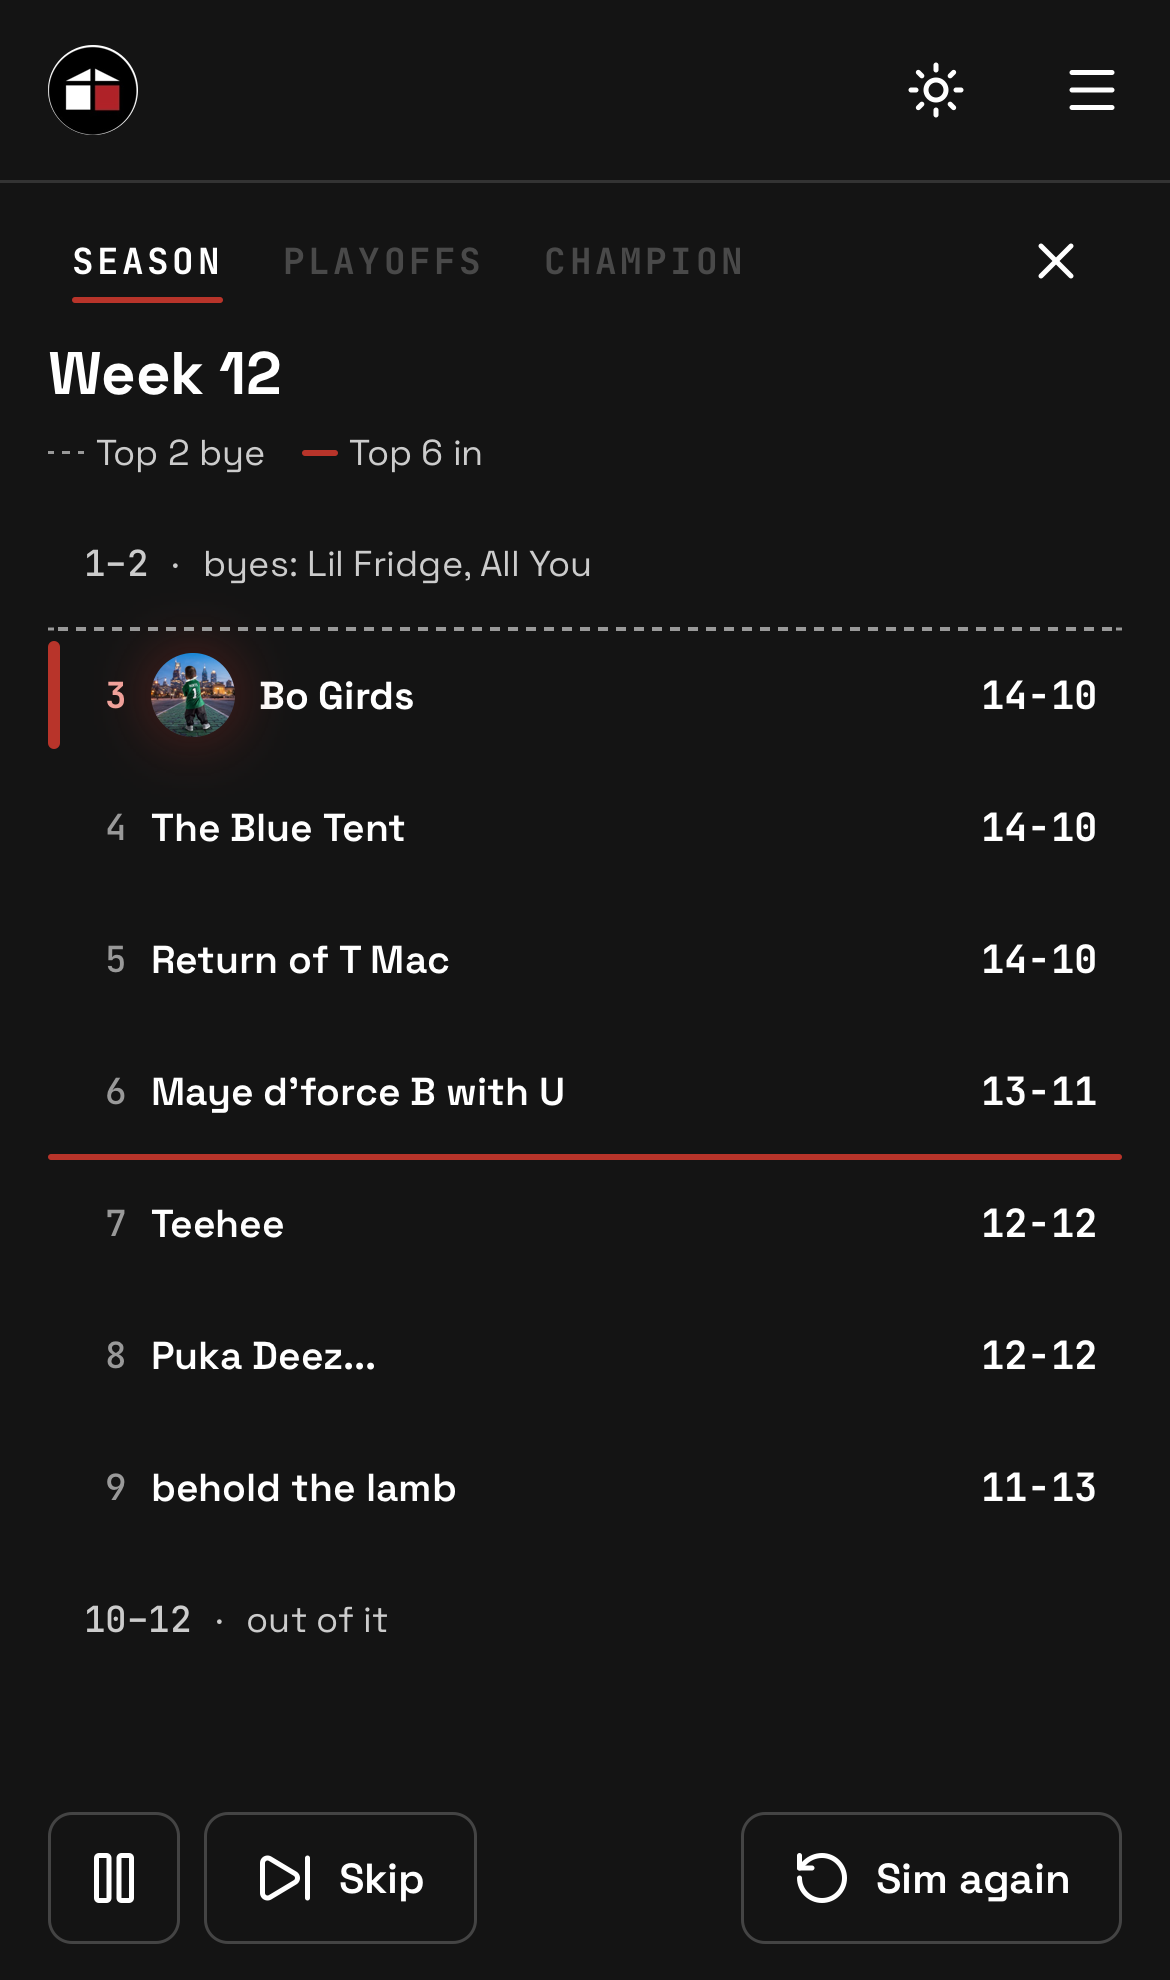 SEASON PLAYOFFS CHAMPION
Week 12
Top 2 bye Top 6 in
1–2 · byes: Lil Fridge, All You
3 Bo Girds 14-10
4 The Blue Tent 14-10
5 Return of T Mac 14-10
6 Maye d’force B with U 13-11
7 Teehee 12-12
8 Puka Deez... 12-12
9 behold the lamb 11-13
10–12 · out of it
Skip Sim again